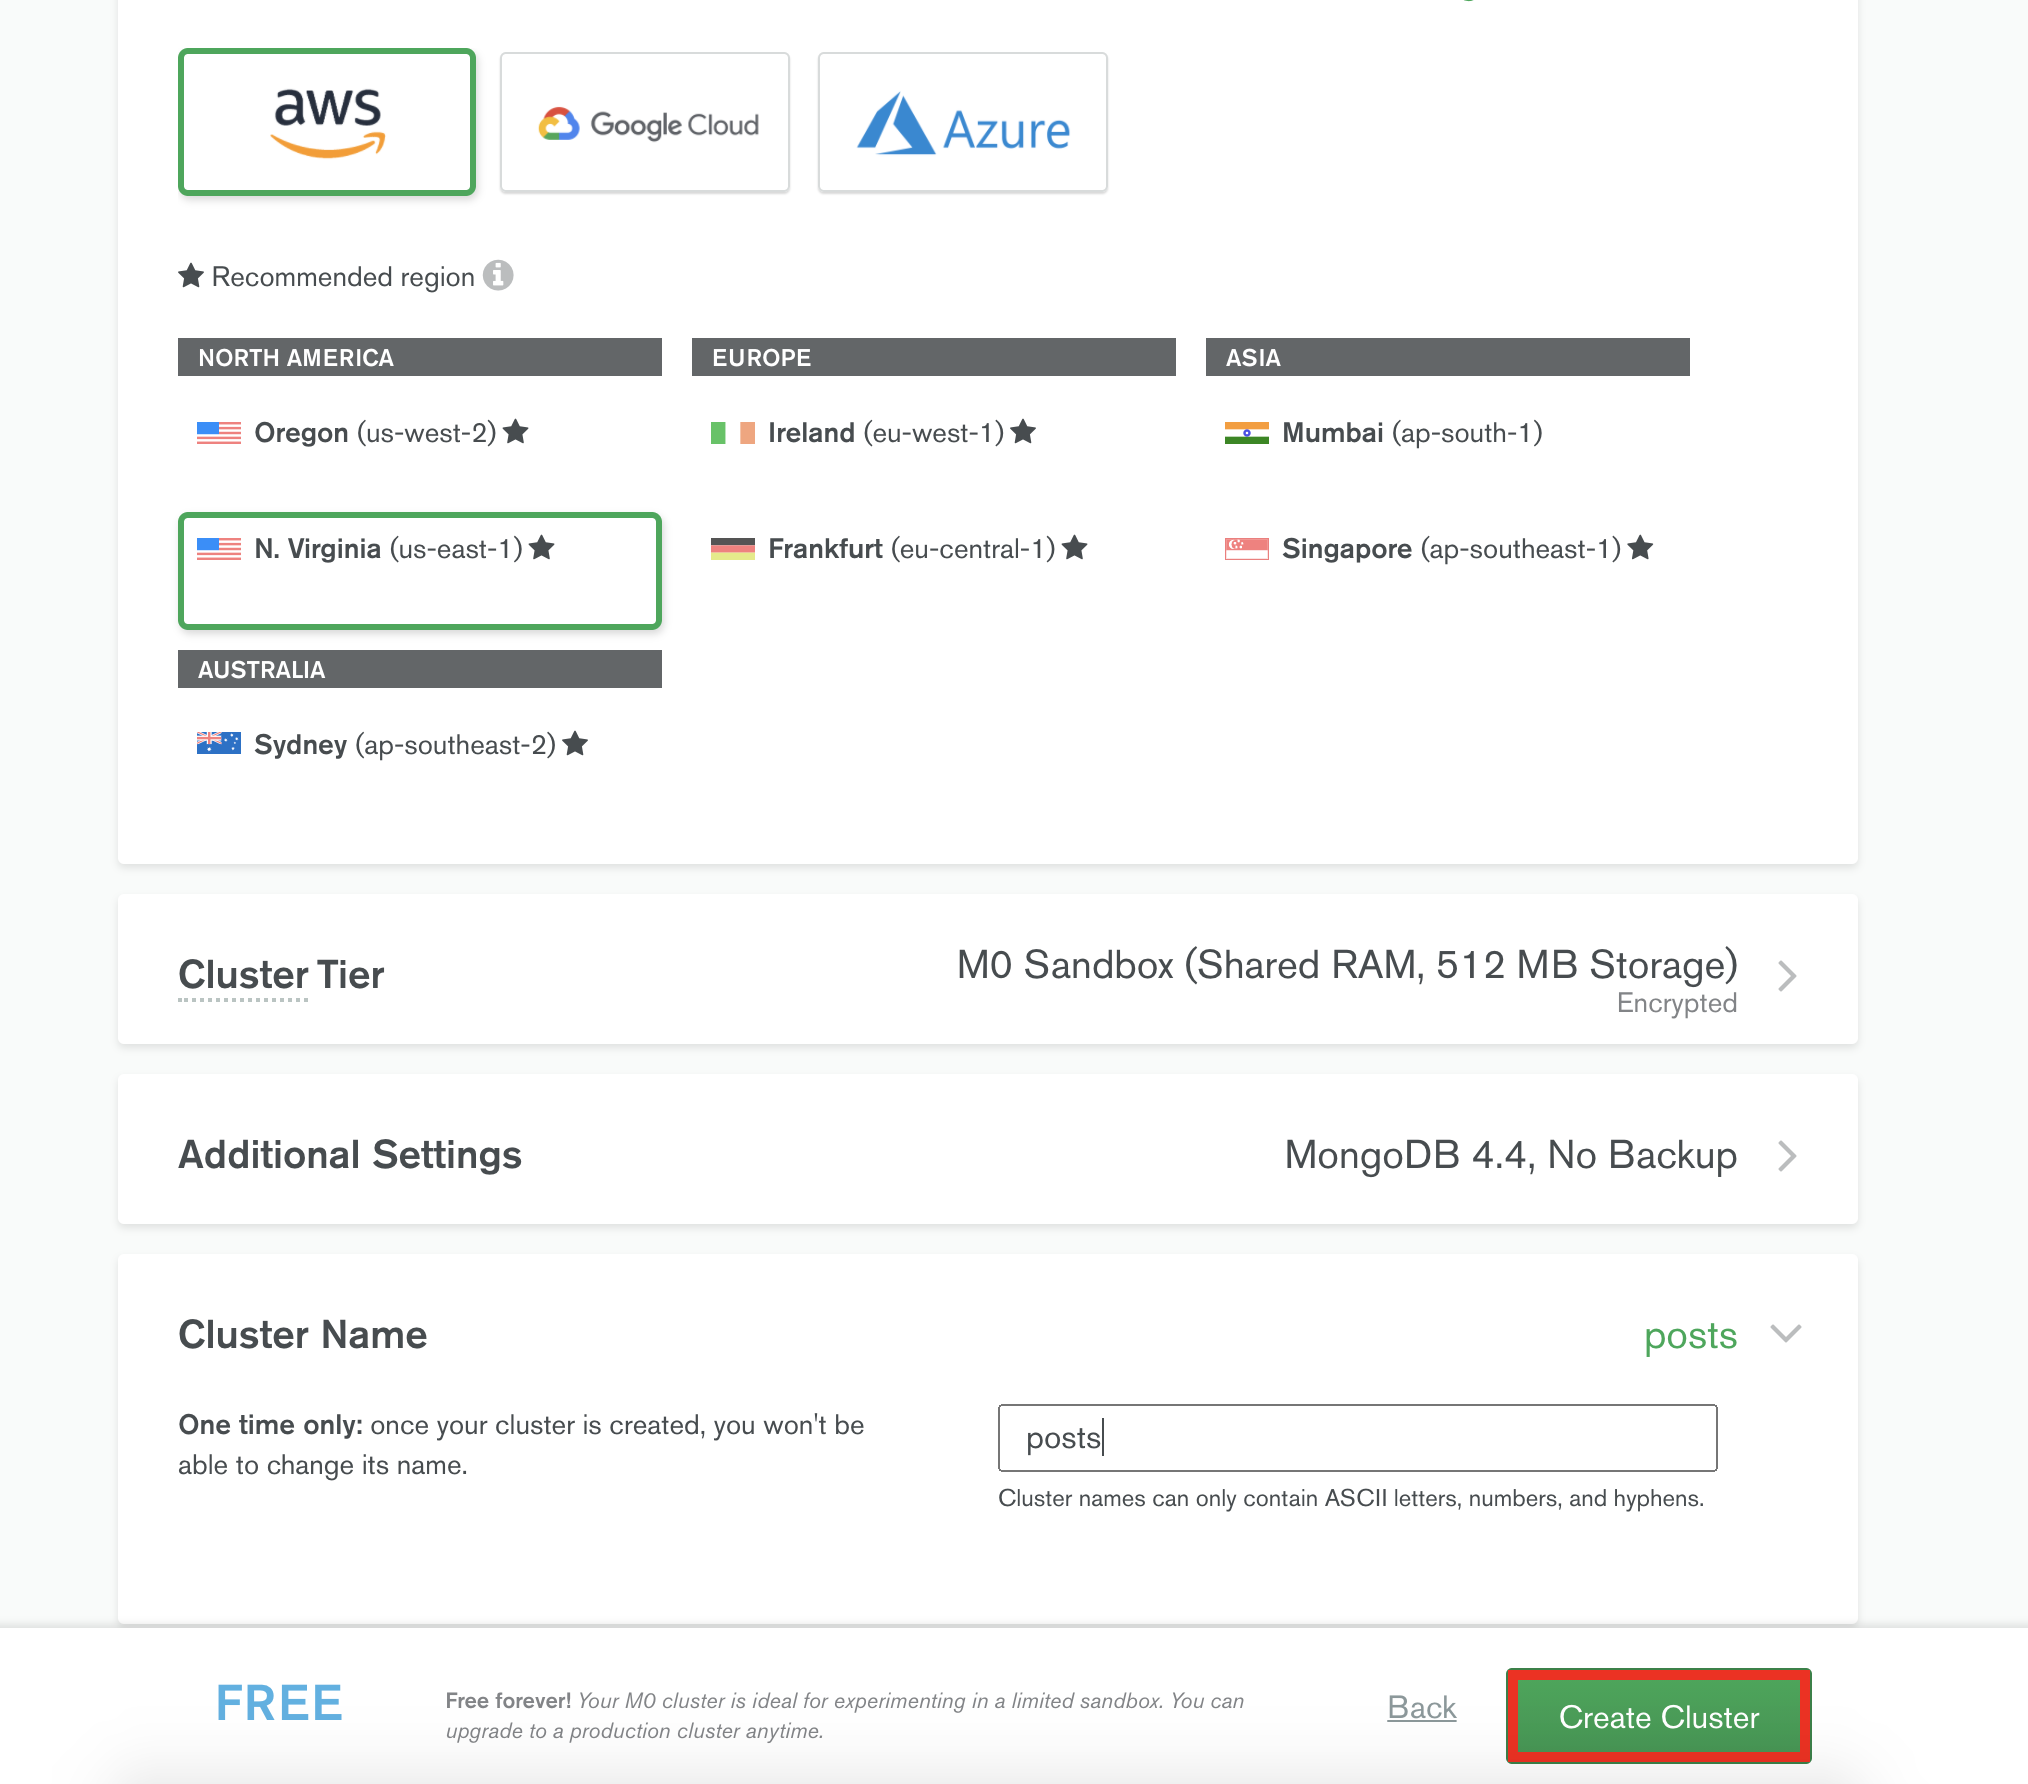 aws
Google Cloud
Azure
Recommended region
NORTH AMERICA
EUROPE
ASIA
Oregon (us-west-2)
Ireland (eu-west-1)
Mumbai (ap-south-1)
N. Virginia (us-east-1)
Frankfurt (eu-central-1)
Singapore (ap-southeast-1)
AUSTRALIA
Sydney (ap-southeast-2)
Cluster Tier
M0 Sandbox (Shared RAM, 512 MB Storage)
Encrypted
Additional Settings
MongoDB 4.4, No Backup
Cluster Name
posts
One time only: once your cluster is created, you won't be
able to change its name.
posts
Cluster names can only contain ASCII letters, numbers, and hyphens.
FREE
Free forever! Your M0 cluster is ideal for experimenting in a limited sandbox. You can
upgrade to a production cluster anytime.
Back
Create Cluster